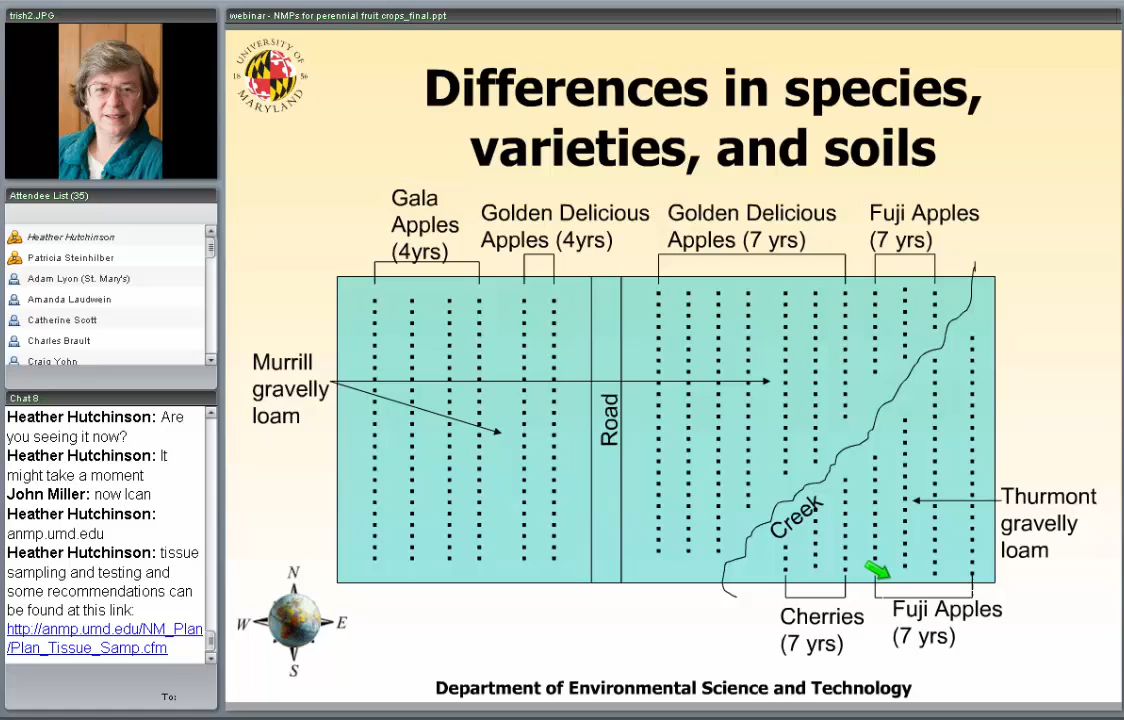 trish2.JPG
webinar - NMPs for perennial fruit crops_final.ppt
Attendee List (35)
Heather Hutchinson
Patricia Steinhilber
Adam Lyon (St. Mary's)
Amanda Laudwein
Catherine Scott
Charles Brault
Craig Yohn
Chat 8
Heather Hutchinson: Are
you seeing it now?
Heather Hutchinson: It
might take a moment
John Miller: now Ican
Heather Hutchinson:
anmp.umd.edu
Heather Hutchinson: tissue
sampling and testing and
some recommendations can
be found at this link:
http://anmp.umd.edu/NM_Plan
/Plan_Tissue_Samp.cfm
To:
UNIVERSITY OF
18 56
MARYLAND
Differences in species,
varieties, and soils
Gala
Apples
(4yrs)
Golden Delicious
Apples (4yrs)
Golden Delicious
Apples (7 yrs)
Fuji Apples
(7 yrs)
Murrill
gravelly
loam
Road
Creek
Thurmont
gravelly
loam
Cherries
(7 yrs)
Fuji Apples
(7 yrs)
N
W E
S
Department of Environmental Science and Technology